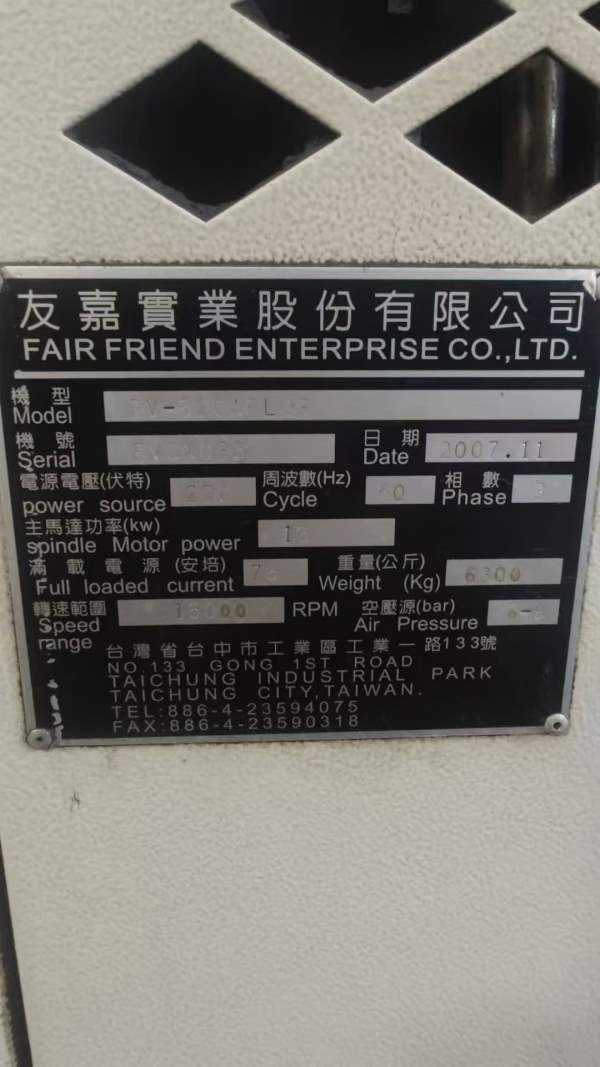 友嘉實業股份有限公司
FAIR FRIEND ENTERPRISE CO.,LTD.
機型
Model
機號
Serial
日期
Date 2007.11
電源電壓(伏特)
power source
周波數(Hz)
Cycle
相數
Phase
主馬達功率(kw)
spindle Motor power
滿載電源(安培)
Full loaded current
重量(公斤)
Weight (Kg) 6300
轉速範圍
Speed range
RPM
空壓源(bar)
Air Pressure
台灣省台中市工業區工業一路133號
NO.133 GONG 1ST ROAD
TAICHUNG INDUSTRIAL PARK
TAICHUNG CITY,TAIWAN.
TEL:886-4-23594075
FAX:886-4-23590318